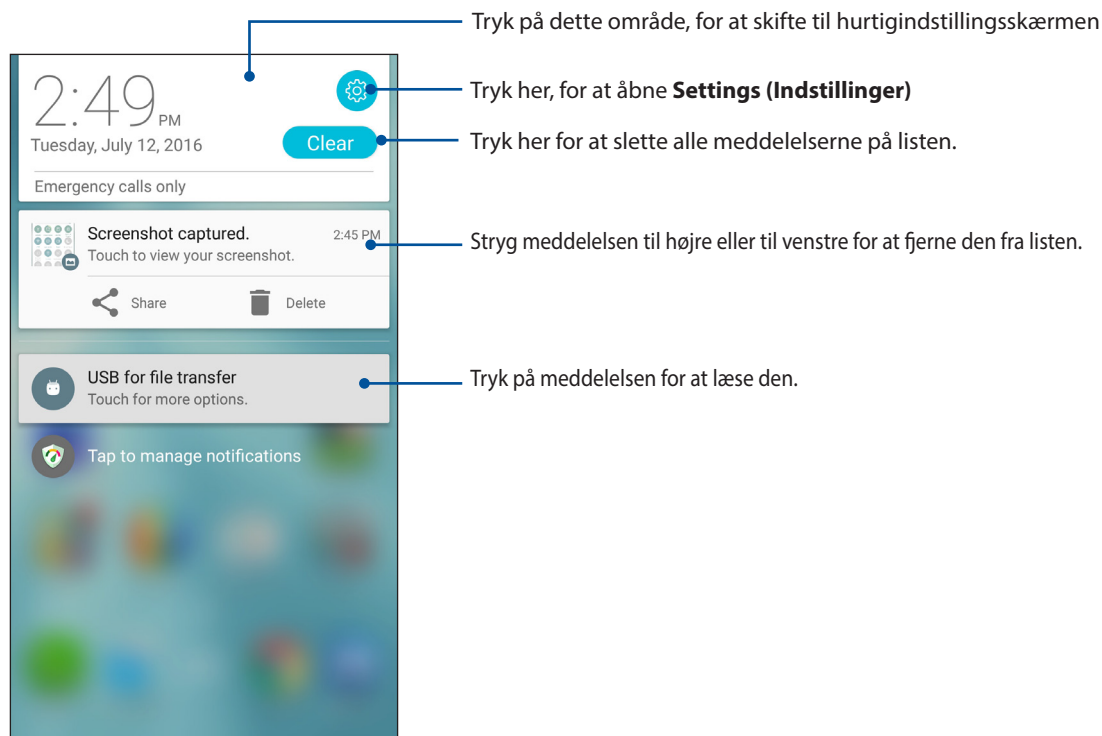 Tryk på dette område, for at skifte til hurtigindstillingsskærmen
2:49 PM
Tryk her, for at åbne Settings (Indstillinger)
Tuesday, July 12, 2016
Clear
Tryk her for at slette alle meddelelserne på listen.
Emergency calls only
Screenshot captured.
2:45 PM
Touch to view your screenshot.
Stryg meddelelsen til højre eller til venstre for at fjerne den fra listen.
Share
Delete
USB for file transfer
Touch for more options.
Tryk på meddelelsen for at læse den.
Tap to manage notifications